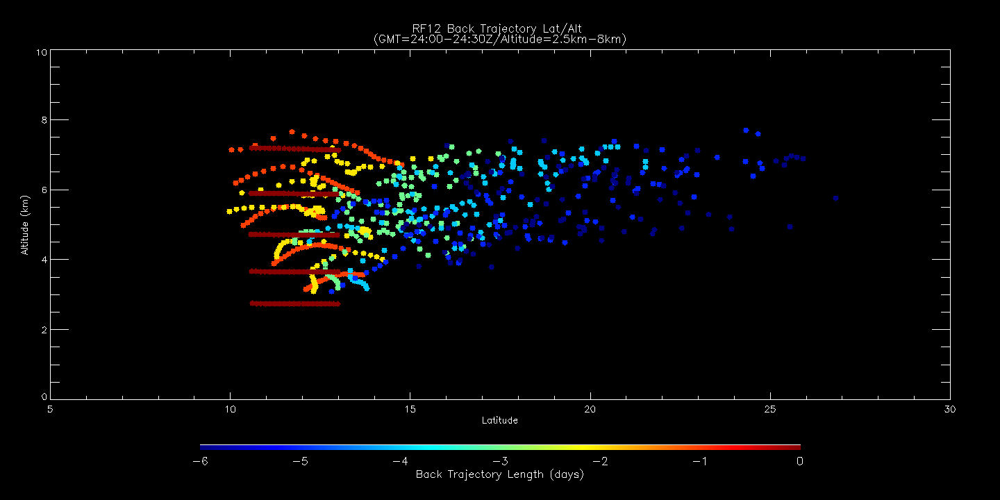 RF12 Back Trajectory Lat/Alt
(GMT=24:00-24:30Z/Altitude=2.5km-8km)
10
8
6
4
2
0
Altitude (km)
5 10 15 20 25 30
Latitude
-6 -5 -4 -3 -2 -1 0
Back Trajectory Length (days)